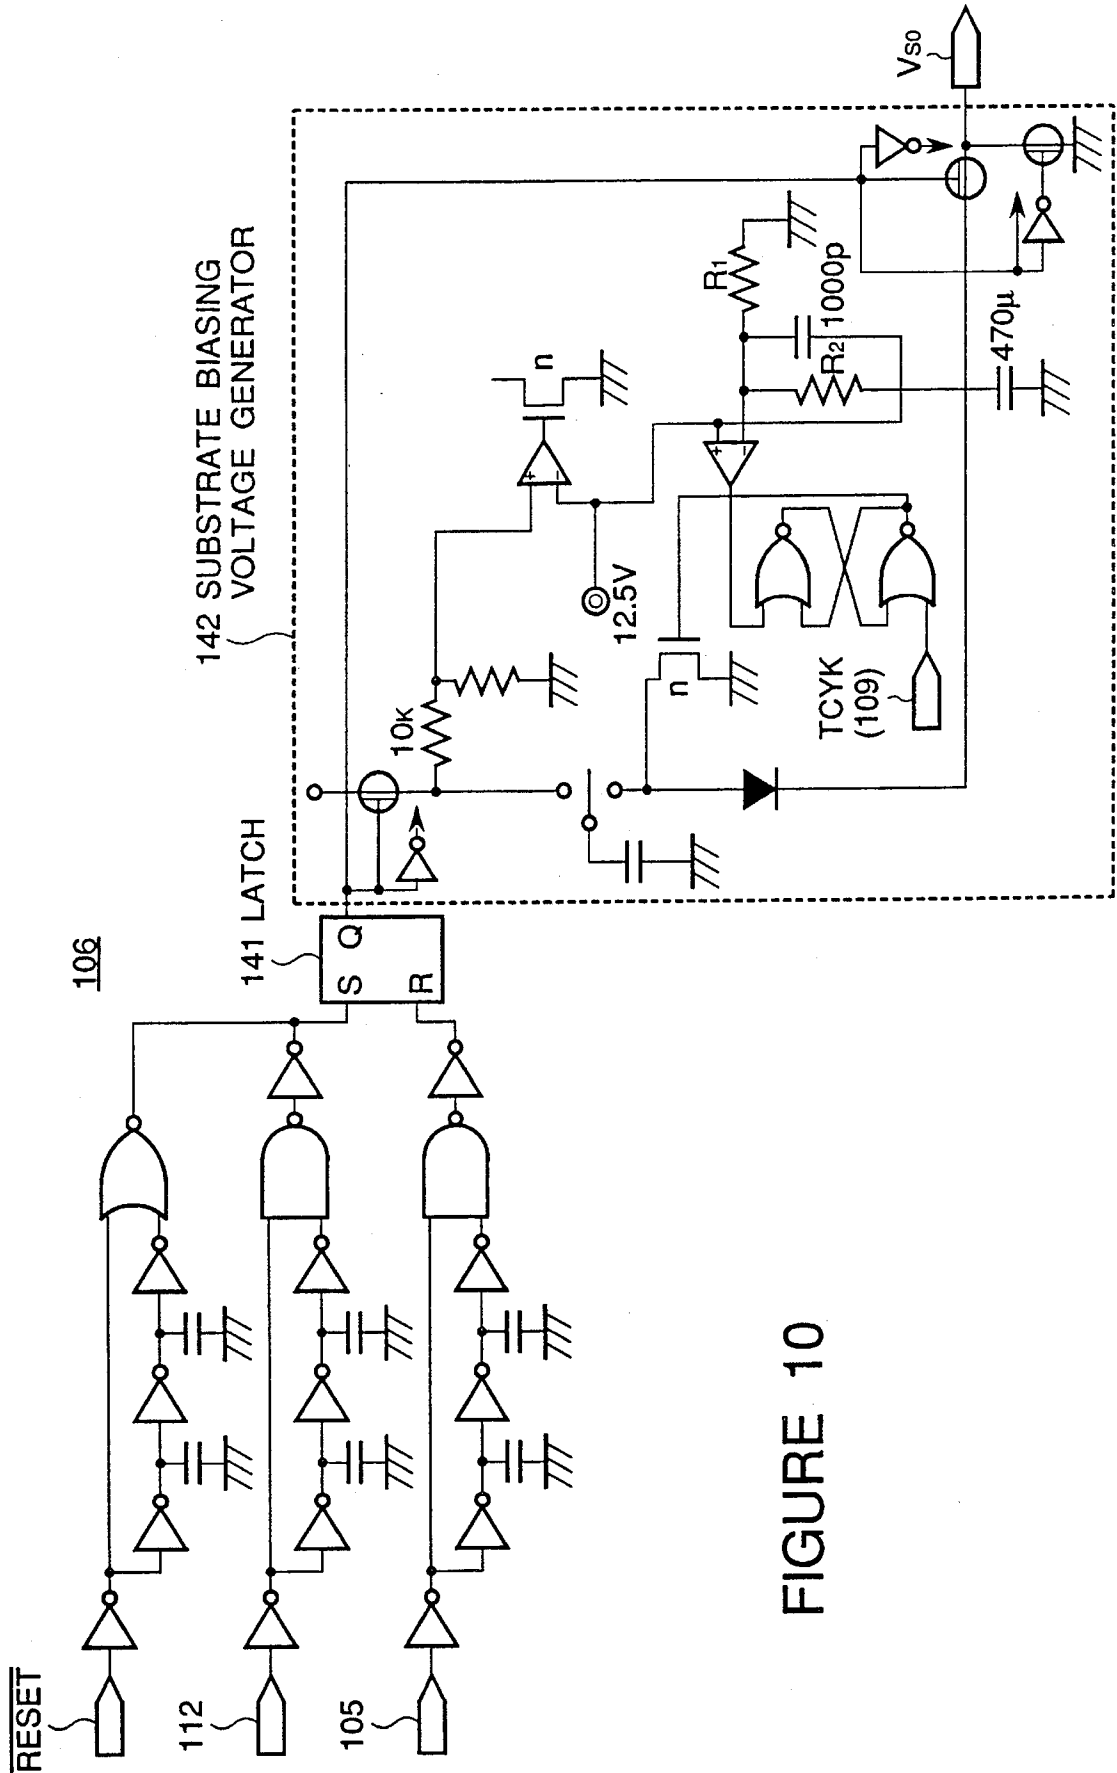 106
RESET
112
105
141 LATCH
S
Q
R
142 SUBSTRATE BIASING
VOLTAGE GENERATOR
10K
+
−
n
12.5V
n
R1
1000p
R2
+
−
470μ
TCYK
(109)
VS0
FIGURE 10